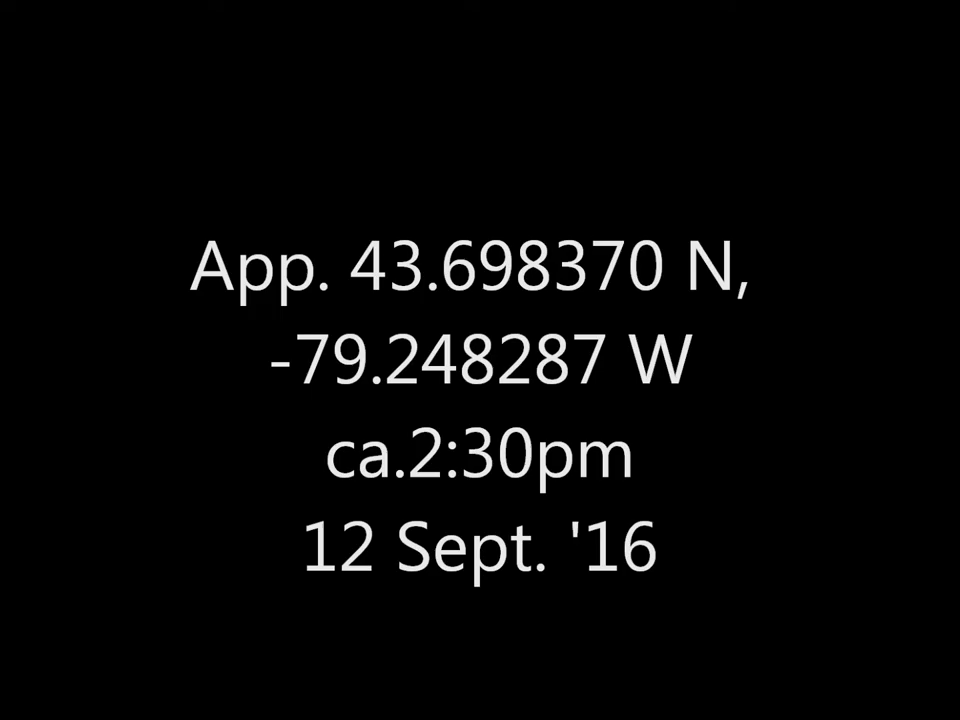 App. 43.698370 N,
-79.248287 W
ca.2:30pm
12 Sept. '16